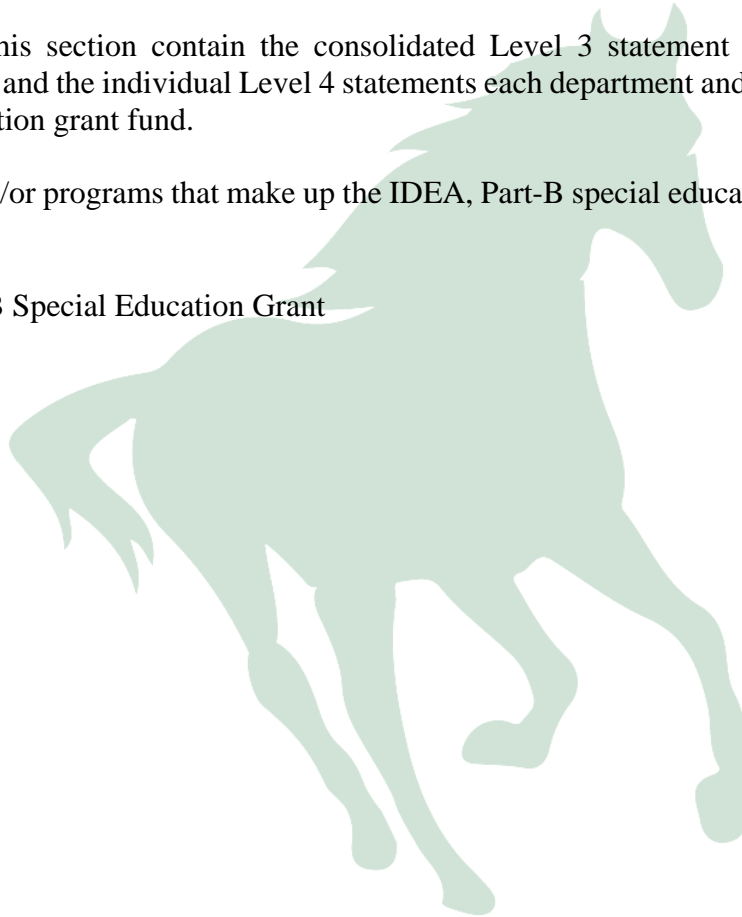 his section contain the consolidated Level 3 statement
and the individual Level 4 statements each department and
tion grant fund.
/or programs that make up the IDEA, Part-B special educa
Special Education Grant